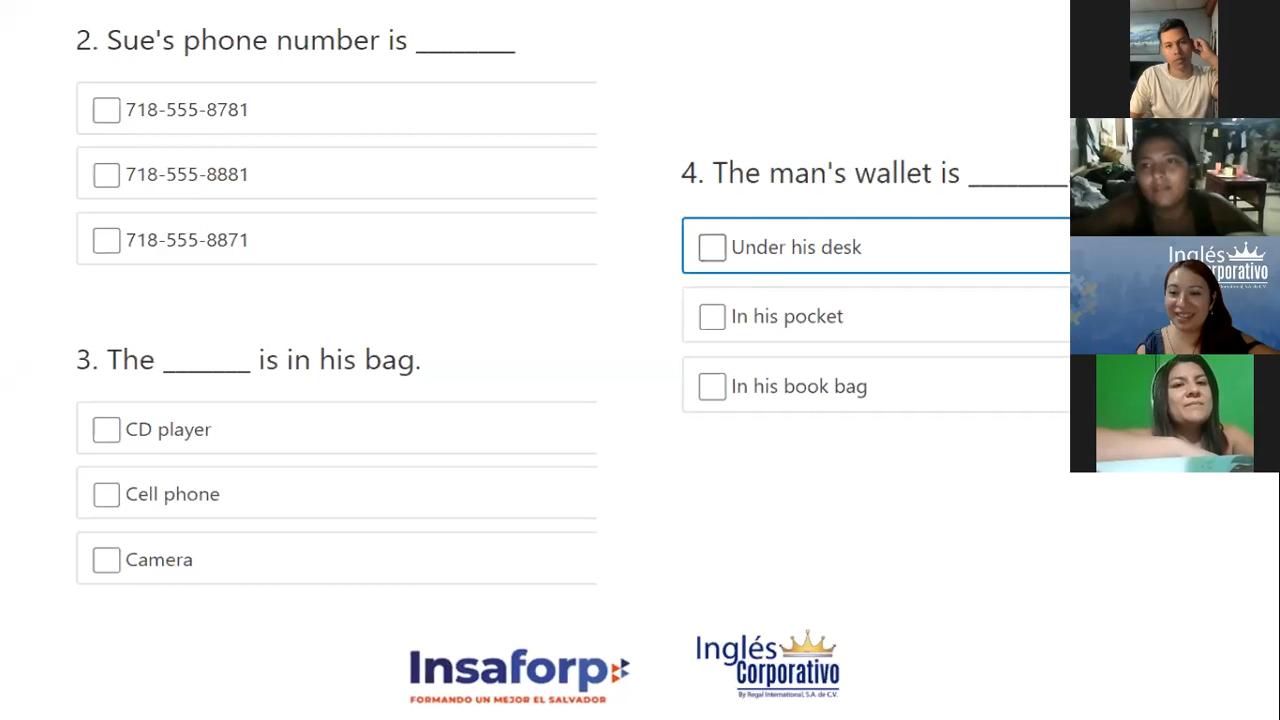 2. Sue's phone number is ________
718-555-8781
718-555-8881
718-555-8871
3. The _______ is in his bag.
CD player
Cell phone
Camera
4. The man's wallet is ________
Under his desk
In his pocket
In his book bag
Insaforp
FORMANDO UN MEJOR EL SALVADOR
Inglés
Corporativo
By Regal International, S.A. de C.V.
Inglés
rporativo